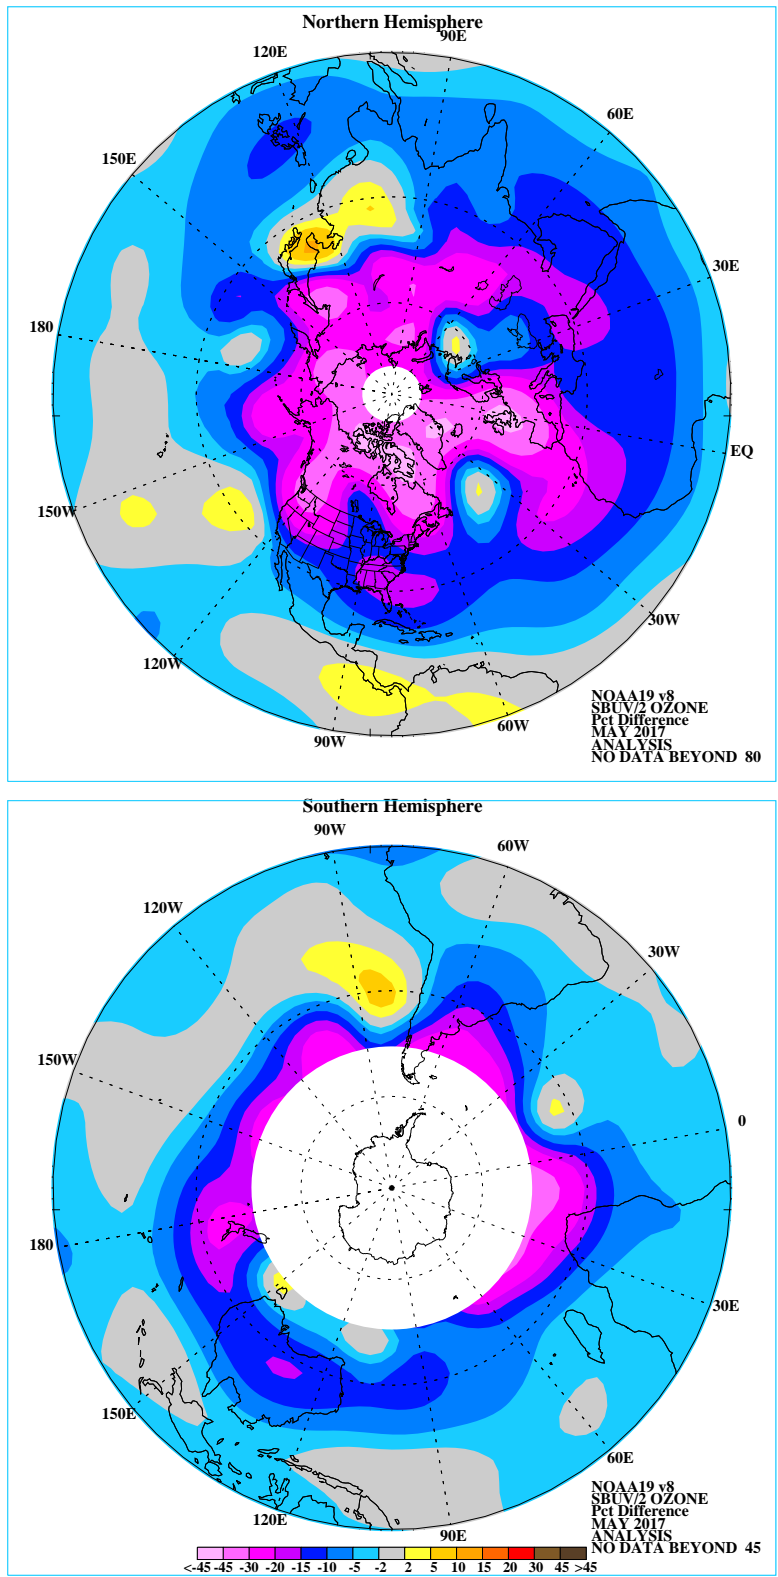 Northern Hemisphere
90E
120E
60E
150E
30E
180
EQ
150W
30W
120W
60W
90W
NOAA19 v8
SBUV/2 OZONE
Pct Difference
MAY 2017
ANALYSIS
NO DATA BEYOND 80
Southern Hemisphere
90W
60W
120W
30W
150W
0
180
30E
150E
60E
120E
90E
NOAA19 v8
SBUV/2 OZONE
Pct Difference
MAY 2017
ANALYSIS
NO DATA BEYOND 45
<-45 -45 -30 -20 -15 -10 -5 -2 2 5 10 15 20 30 45 >45